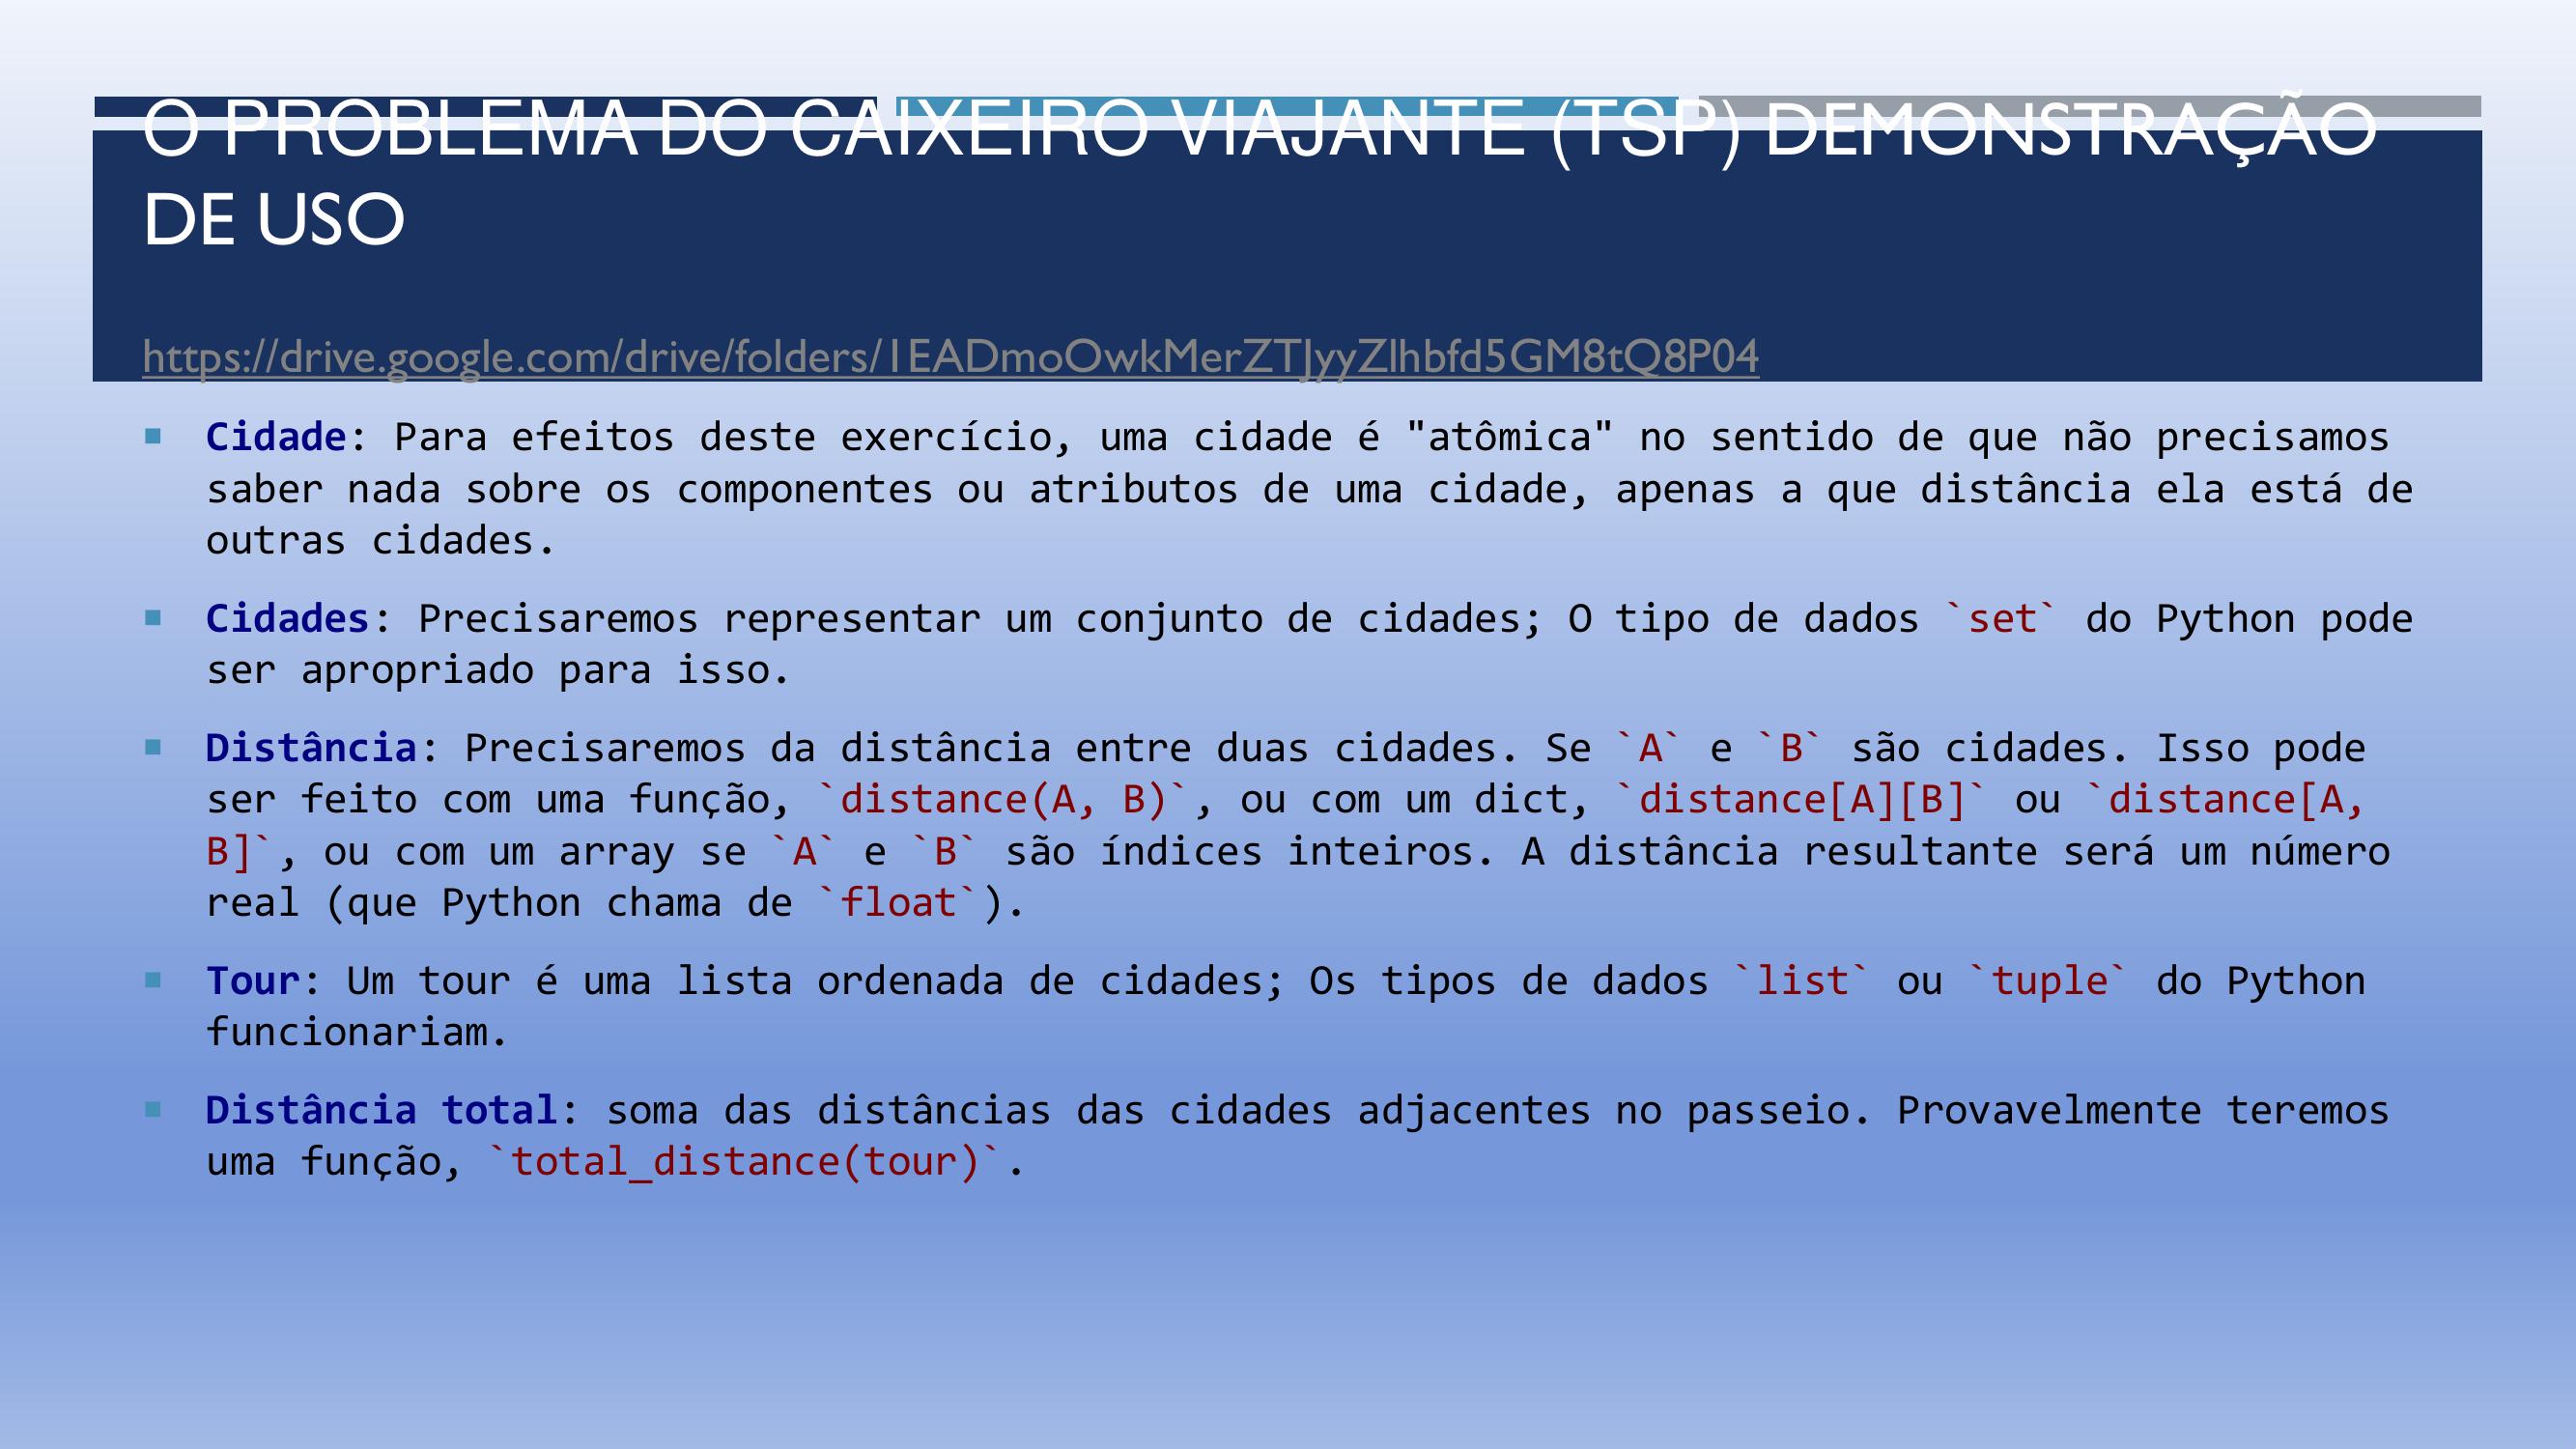 O PROBLEMA DO CAIXEIRO VIAJANTE (TSP) DEMONSTRAÇÃO
DE USO
https://drive.google.com/drive/folders/1EADmoOwkMerZTJyyZlhbfd5GM8tQ8P04
Cidade: Para efeitos deste exercício, uma cidade é "atômica" no sentido de que não precisamos
saber nada sobre os componentes ou atributos de uma cidade, apenas a que distância ela está de
outras cidades.
Cidades: Precisaremos representar um conjunto de cidades; O tipo de dados `set` do Python pode
ser apropriado para isso.
Distância: Precisaremos da distância entre duas cidades. Se `A` e `B` são cidades. Isso pode
ser feito com uma função, `distance(A, B)`, ou com um dict, `distance[A][B]` ou `distance[A,
B]`, ou com um array se `A` e `B` são índices inteiros. A distância resultante será um número
real (que Python chama de `float`).
Tour: Um tour é uma lista ordenada de cidades; Os tipos de dados `list` ou `tuple` do Python
funcionariam.
Distância total: soma das distâncias das cidades adjacentes no passeio. Provavelmente teremos
uma função, `total_distance(tour)`.